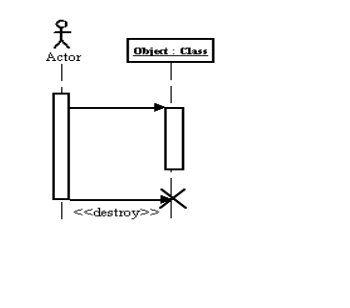 Object : Class
Actor
<<destroy>>